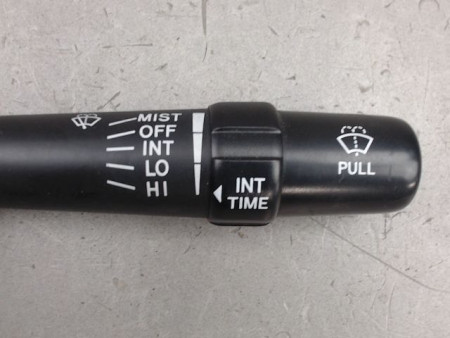 MIST
OFF
INT
LO
HI
INT
TIME
PULL